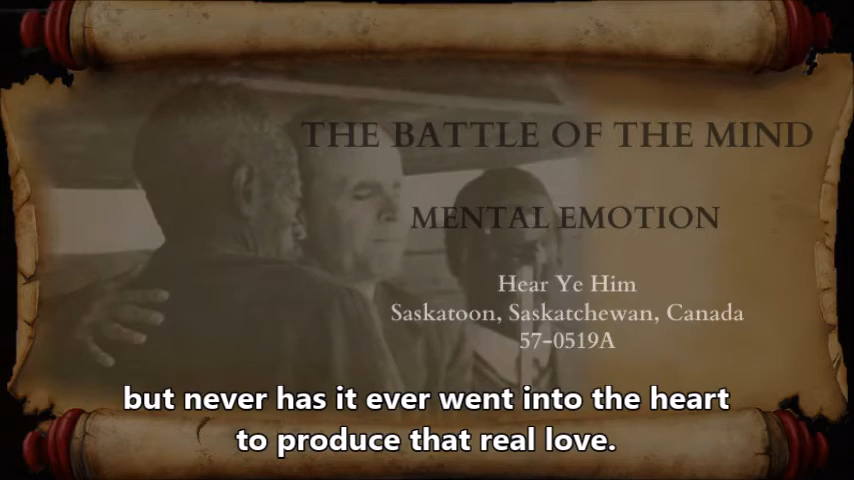 THE BATTLE OF THE MIND
MENTAL EMOTION
Hear Ye Him
Saskatoon, Saskatchewan, Canada
57-0519A
but never has it ever went into the heart
to produce that real love.